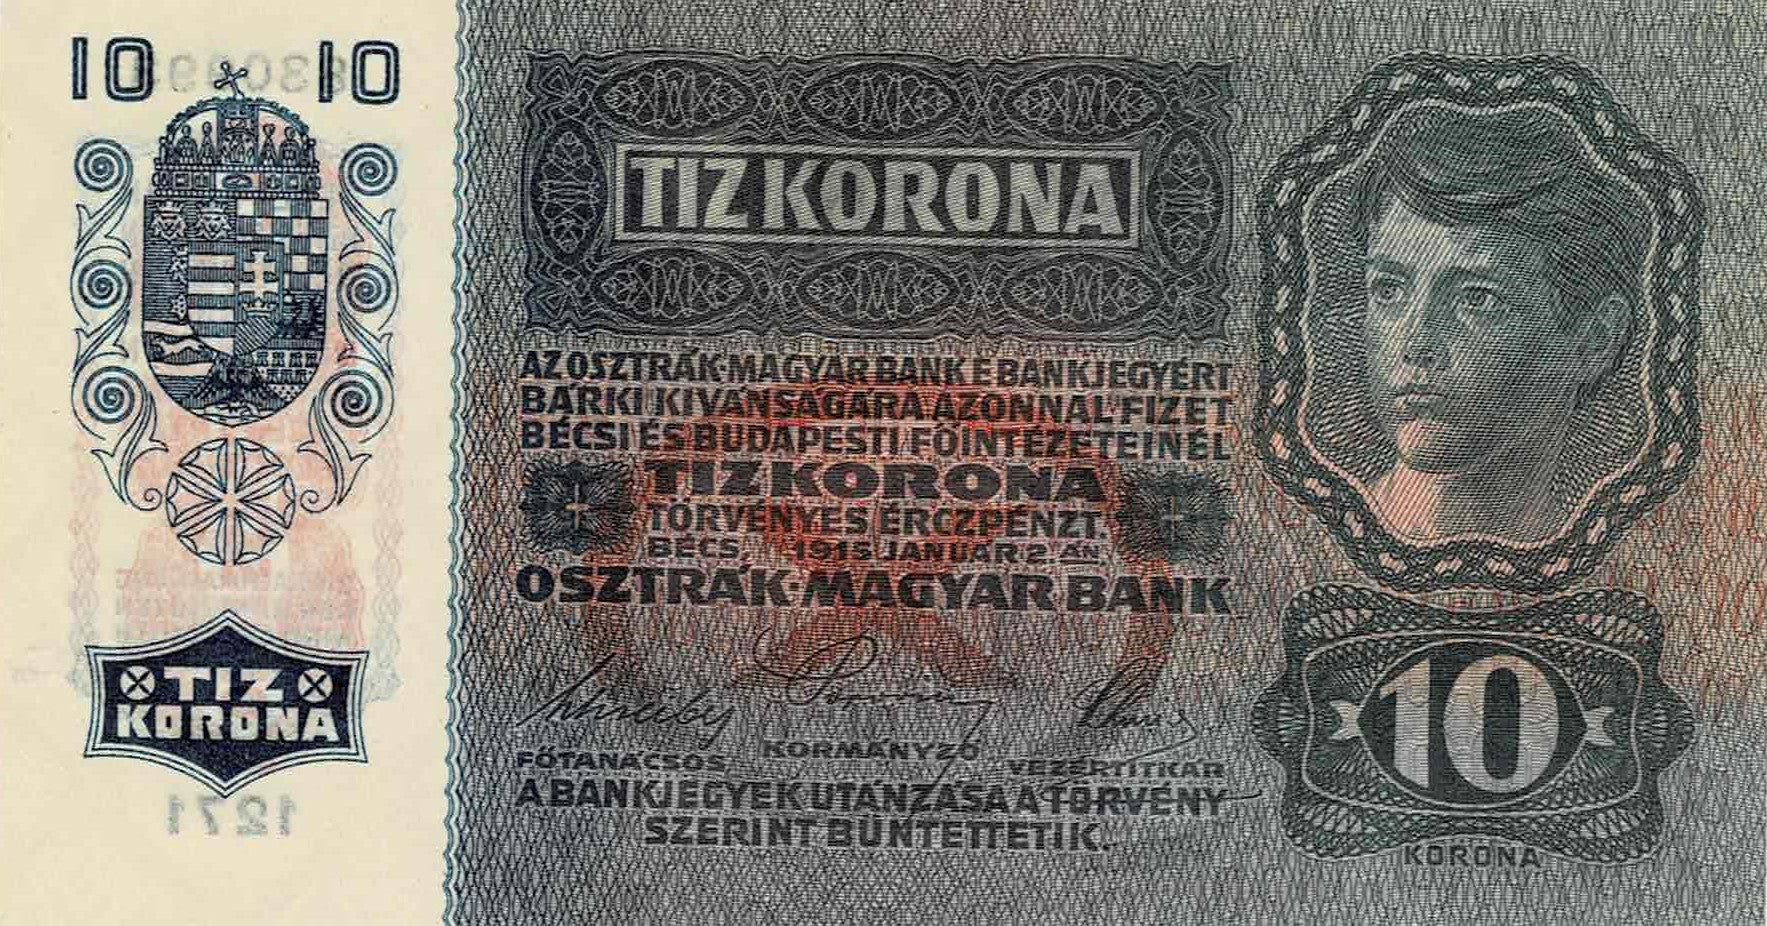 10 10
TIZ
KORONA
1271
TIZ KORONA
AZ OSZTRÁK-MAGYAR BANK E BANKJEGYÉRT
BÁRKI KIVÁNSÁGÁRA AZONNAL FIZET
BÉCSI ÉS BUDAPESTI FŐINTÉZETEINÉL
TIZ KORONA
TÖRVÉNYES ÉRCZPÉNZT.
BÉCS, 1915 JANUÁR 2-ÁN
OSZTRÁK-MAGYAR BANK
FŐTANÁCSOS KORMÁNYZÓ VEZÉRTITKÁR
A BANKJEGYEK UTÁNZÁSA A TÖRVÉNY
SZERINT BÜNTETTETIK.
10
KORONA